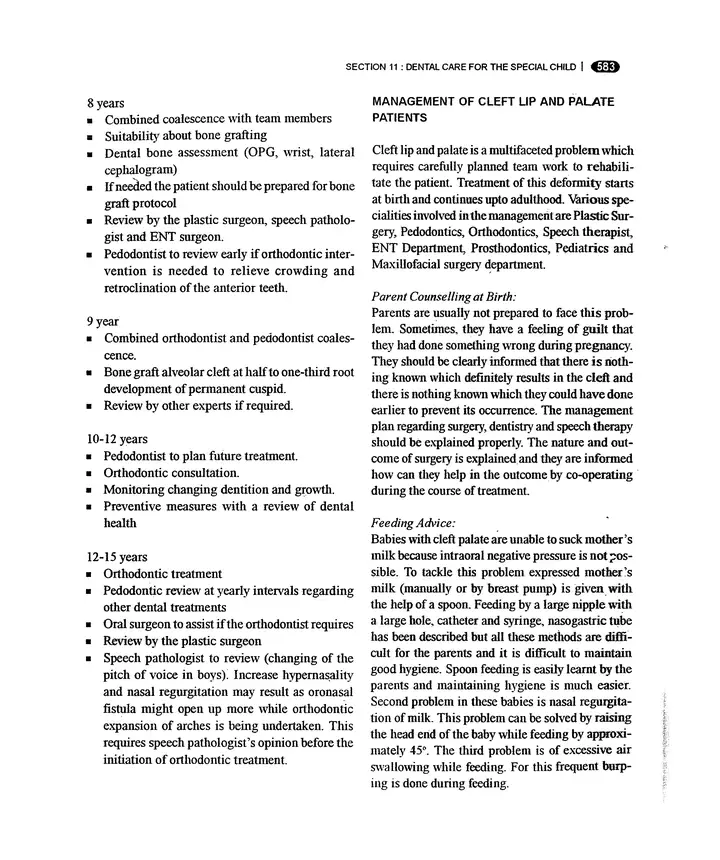 SECTION 11 : DENTAL CARE FOR THE SPECIAL CHILD | 583
8 years
■ Combined coalescence with team members
■ Suitability about bone grafting
■ Dental bone assessment (OPG, wrist, lateral
cephalogram)
■ If needed the patient should be prepared for bone
graft protocol
■ Review by the plastic surgeon, speech patholo-
gist and ENT surgeon.
■ Pedodontist to review early if orthodontic inter-
vention is needed to relieve crowding and
retroclination of the anterior teeth.
9 year
■ Combined orthodontist and pedodontist coales-
cence.
■ Bone graft alveolar cleft at half to one-third root
development of permanent cuspid.
■ Review by other experts if required.
10-12 years
■ Pedodontist to plan future treatment.
■ Orthodontic consultation.
■ Monitoring changing dentition and growth.
■ Preventive measures with a review of dental
health
12-15 years
■ Orthodontic treatment
■ Pedodontic review at yearly intervals regarding
other dental treatments
■ Oral surgeon to assist if the orthodontist requires
■ Review by the plastic surgeon
■ Speech pathologist to review (changing of the
pitch of voice in boys). Increase hypernasality
and nasal regurgitation may result as oronasal
fistula might open up more while orthodontic
expansion of arches is being undertaken. This
requires speech pathologist's opinion before the
initiation of orthodontic treatment.
MANAGEMENT OF CLEFT LIP AND PALATE
PATIENTS
Cleft lip and palate is a multifaceted problem which
requires carefully planned team work to rehabili-
tate the patient. Treatment of this deformity starts
at birth and continues upto adulthood. Various spe-
cialities involved in the management are Plastic Sur-
gery, Pedodontics, Orthodontics, Speech therapist,
ENT Department, Prosthodontics, Pediatrics and
Maxillofacial surgery department.
Parent Counselling at Birth:
Parents are usually not prepared to face this prob-
lem. Sometimes, they have a feeling of guilt that
they had done something wrong during pregnancy.
They should be clearly informed that there is noth-
ing known which definitely results in the cleft and
there is nothing known which they could have done
earlier to prevent its occurrence. The management
plan regarding surgery, dentistry and speech therapy
should be explained properly. The nature and out-
come of surgery is explained and they are informed
how can they help in the outcome by co-operating
during the course of treatment.
Feeding Advice:
Babies with cleft palate are unable to suck mother's
milk because intraoral negative pressure is not pos-
sible. To tackle this problem expressed mother's
milk (manually or by breast pump) is given with
the help of a spoon. Feeding by a large nipple with
a large hole, catheter and syringe, nasogastric tube
has been described but all these methods are diffi-
cult for the parents and it is difficult to maintain
good hygiene. Spoon feeding is easily learnt by the
parents and maintaining hygiene is much easier.
Second problem in these babies is nasal regurgita-
tion of milk. This problem can be solved by raising
the head end of the baby while feeding by approxi-
mately 45°. The third problem is of excessive air
swallowing while feeding. For this frequent burp-
ing is done during feeding.